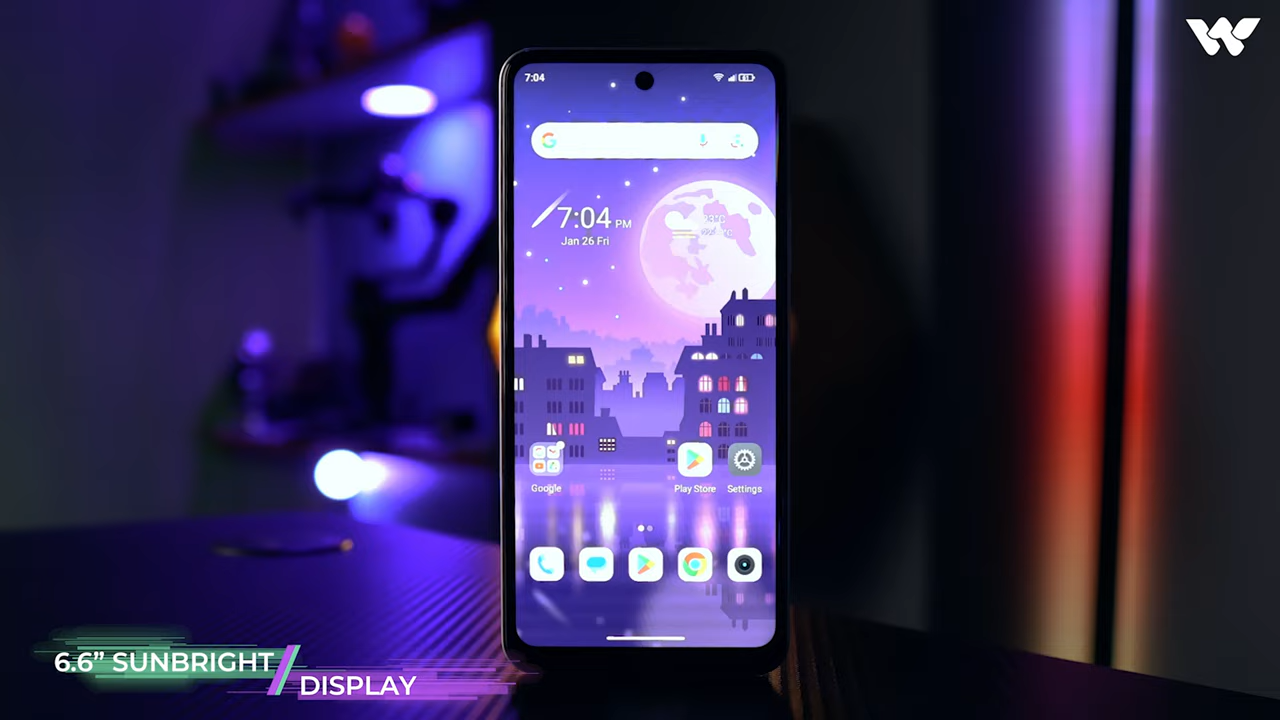 7:04
7:04 PM
Jan 26 Fri
Google
Play Store
Settings
6.6” SUNBRIGHT
DISPLAY